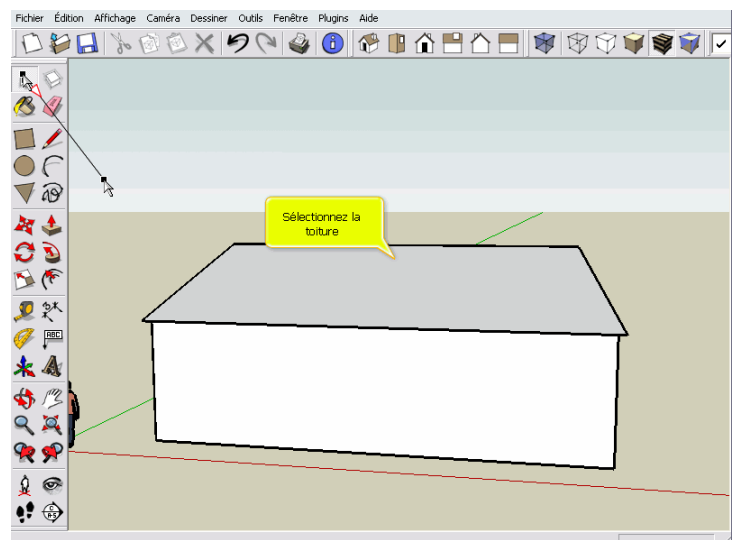 Fichier Édition Affichage Caméra Dessiner Outils Fenêtre Plugins Aide
ABC
Sélectionnez la
toiture